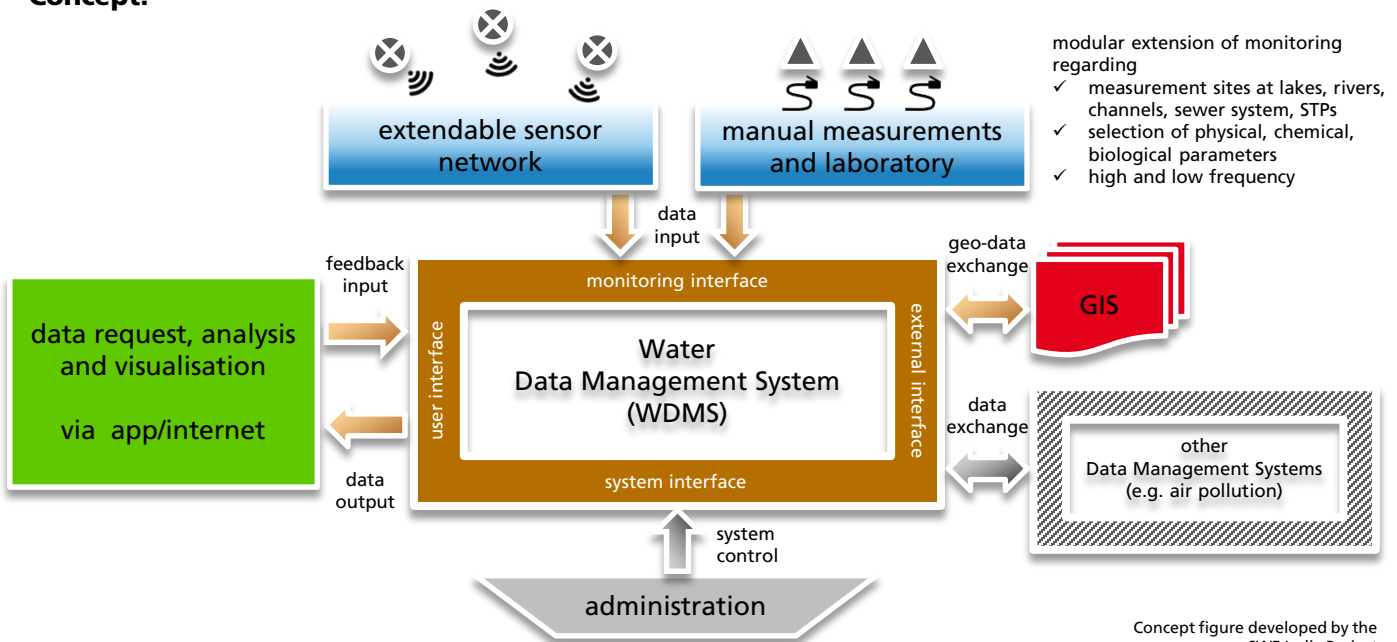 Concept:
extendable sensor
network
manual measurements
and laboratory
modular extension of monitoring
regarding
✓ measurement sites at lakes, rivers,
channels, sewer system, STPs
✓ selection of physical, chemical,
biological parameters
✓ high and low frequency
data
input
feedback
input
geo-data
exchange
monitoring interface
GIS
data request, analysis
and visualisation
via app/internet
user interface
Water
Data Management System
(WDMS)
external interface
data
exchange
other
Data Management Systems
(e.g. air pollution)
data
output
system interface
system
control
administration
Concept figure developed by the